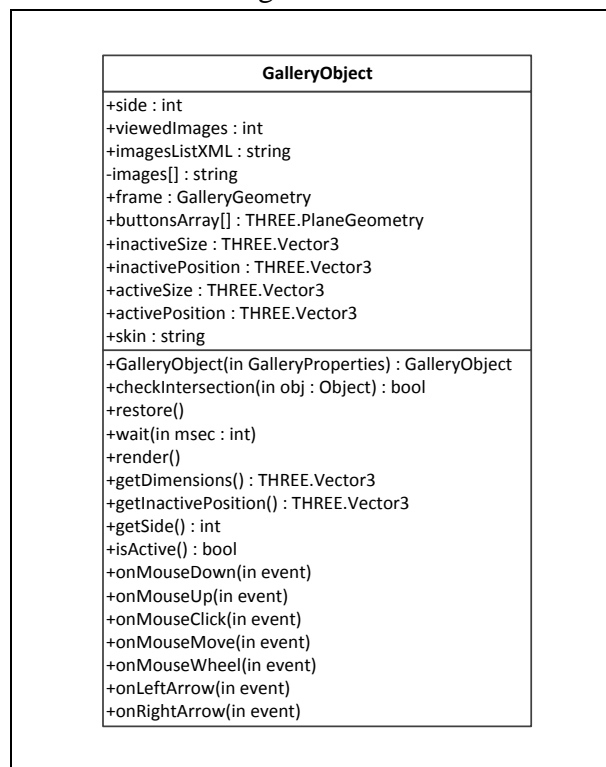 GalleryObject
+side : int
+viewedImages : int
+imagesListXML : string
-images[] : string
+frame : GalleryGeometry
+buttonsArray[] : THREE.PlaneGeometry
+inactiveSize : THREE.Vector3
+inactivePosition : THREE.Vector3
+activeSize : THREE.Vector3
+activePosition : THREE.Vector3
+skin : string
+GalleryObject(in GalleryProperties) : GalleryObject
+checkIntersection(in obj : Object) : bool
+restore()
+wait(in msec : int)
+render()
+getDimensions() : THREE.Vector3
+getInactivePosition() : THREE.Vector3
+getSide() : int
+isActive() : bool
+onMouseDown(in event)
+onMouseUp(in event)
+onMouseClick(in event)
+onMouseMove(in event)
+onMouseWheel(in event)
+onLeftArrow(in event)
+onRightArrow(in event)